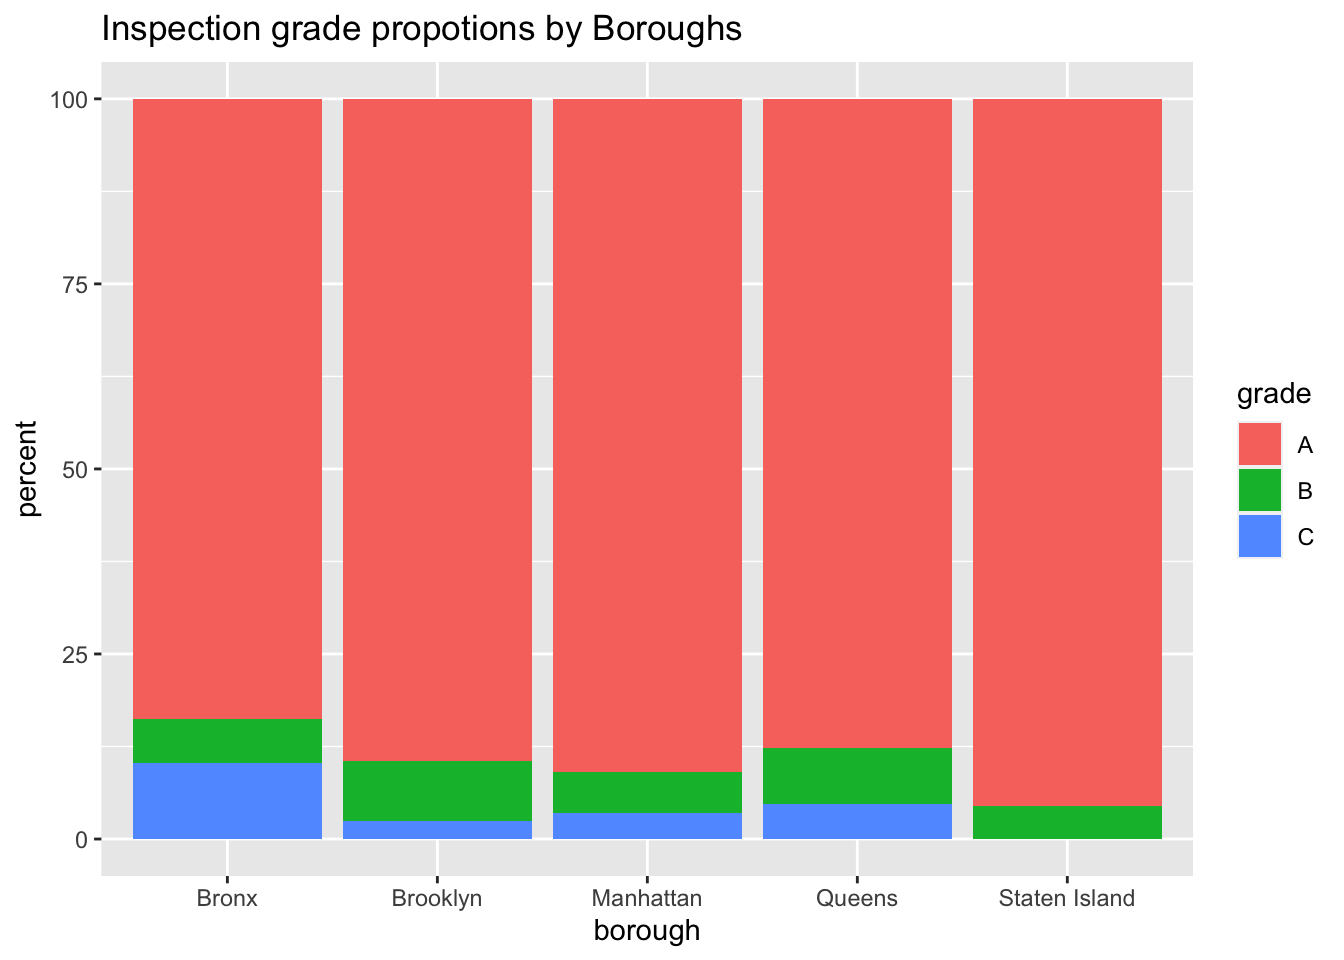 Inspection grade propotions by Boroughs
percent
100
75
50
25
0
Bronx
Brooklyn
Manhattan
Queens
Staten Island
borough
grade
A
B
C